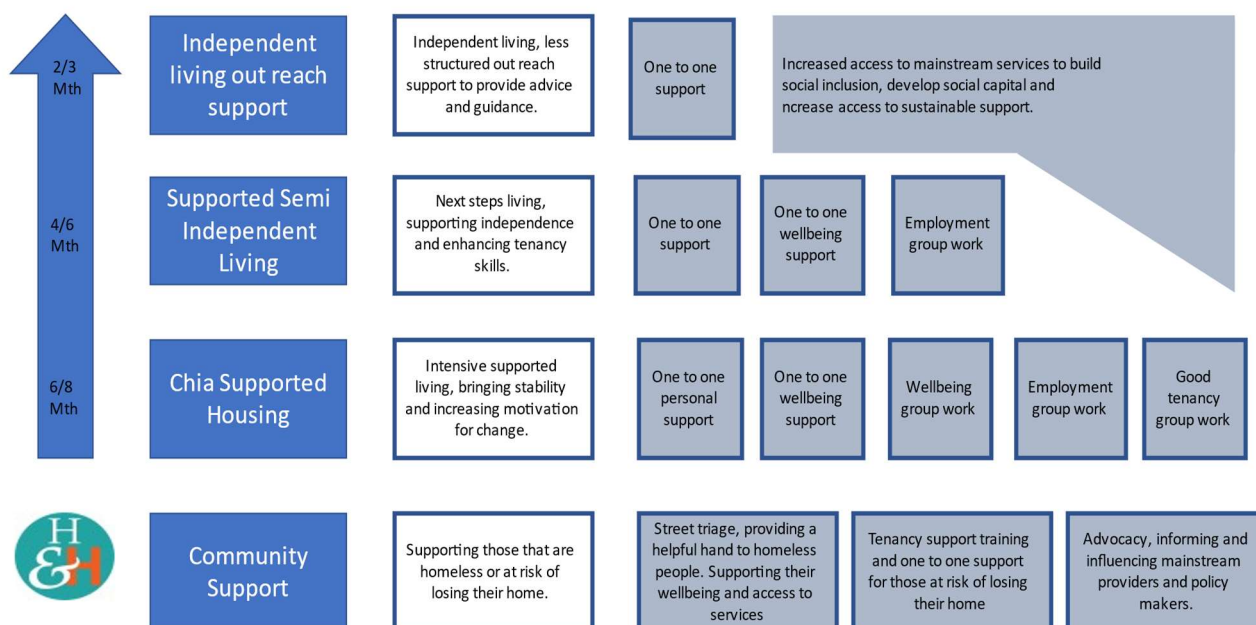 2/3
Mth
Independent
living out reach
support
Independent living, less
structured out reach
support to provide advice
and guidance.
One to one
support
Increased access to mainstream services to build
social inclusion, develop social capital and
ncrease access to sustainable support.
4/6
Mth
Supported Semi
Independent
Living
Next steps living,
supporting independence
and enhancing tenancy
skills.
One to one
support
One to one
wellbeing
support
Employment
group work
6/8
Mth
Chia Supported
Housing
Intensive supported
living, bringing stability
and increasing motivation
for change.
One to one
personal
support
One to one
wellbeing
support
Wellbeing
group work
Employment
group work
Good
tenancy
group work
H
&H
Community
Support
Supporting those that are
homeless or at risk of
losing their home.
Street triage, providing a
helpful hand to homeless
people. Supporting their
wellbeing and access to
services
Tenancy support training
and one to one support
for those at risk of losing
their home
Advocacy, informing and
influencing mainstream
providers and policy
makers.